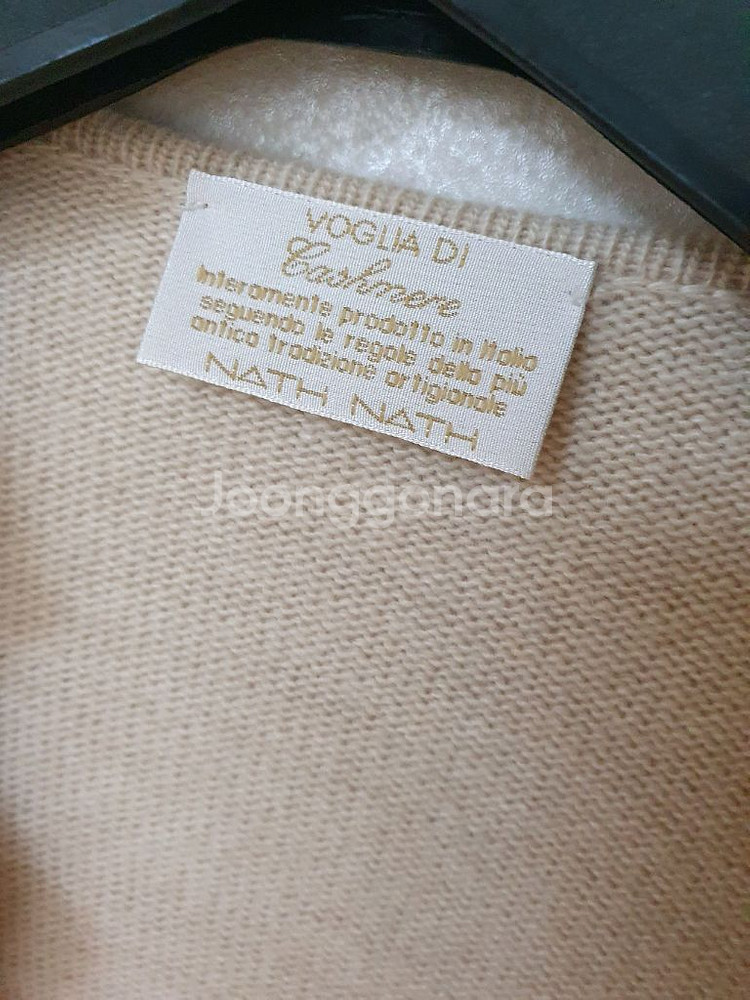 VOGLIA DI
Cashmere
Interamente prodotto in Italia
seguendo le regole della più
antica tradizione artigianale
NATH NATH
Joonggonara